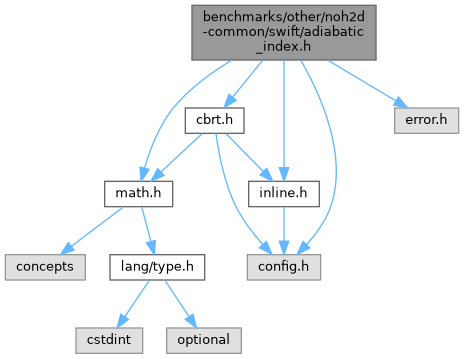 benchmarks/other/noh2d
-common/swift/adiabatic
_index.h
cbrt.h
error.h
math.h
inline.h
concepts
lang/type.h
config.h
cstdint
optional